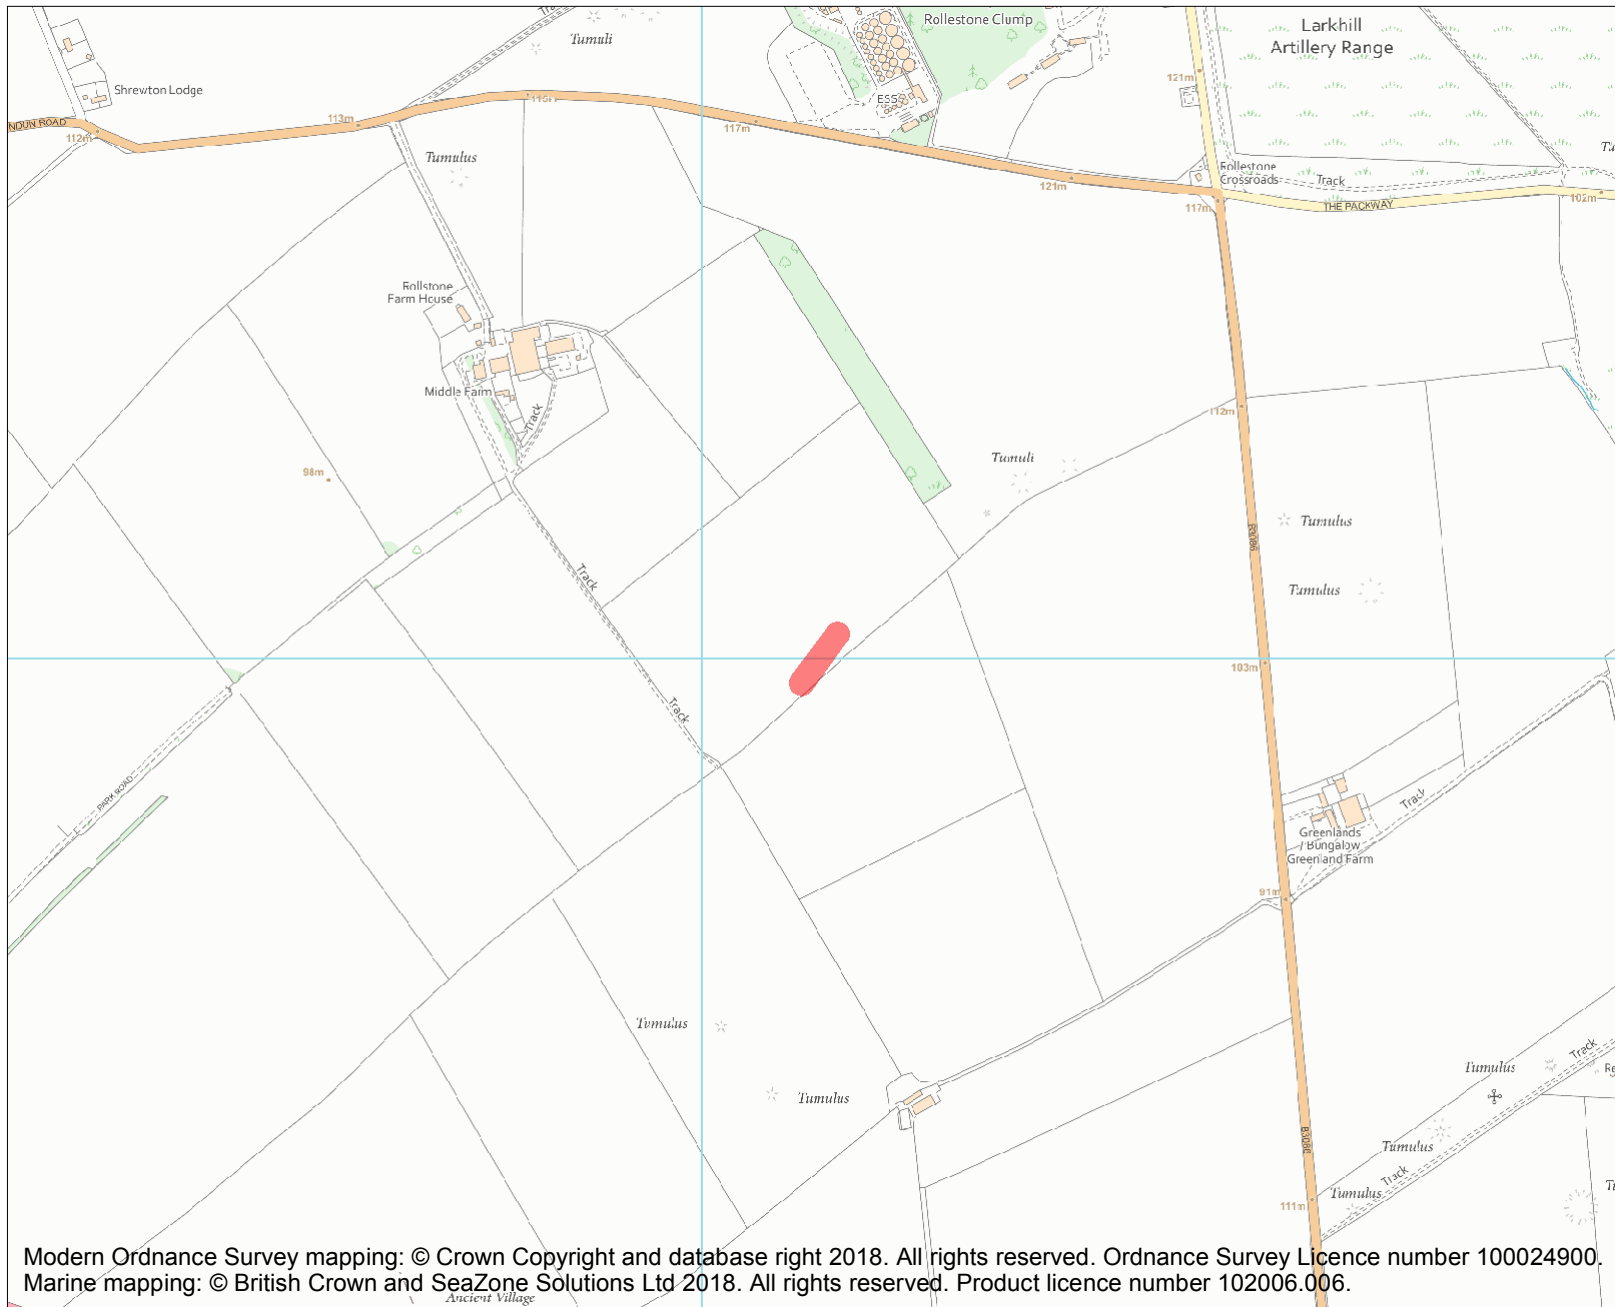 Track
Tumuli
Rollestone Clump
Larkhill
Artillery Range
Shrewton Lodge
ESS
121m
NDUN ROAD
112m
113m
115m
117m
Tumulus
121m
Rollestone
Crossroads
Track
117m
THE PACKWAY
102m
Rollstone
Farm House
Middle Farm
Track
112m
98m
Tumuli
B3086
Tumulus
Tumulus
Track
103m
Track
PARK ROAD
Track
Greenlands
Bungalow
Greenland Farm
91m
Tumulus
Tumulus
Track
Tumulus
B3086
Tumulus
Track
Tumulus
111m
Modern Ordnance Survey mapping: © Crown Copyright and database right 2018. All rights reserved. Ordnance Survey Licence number 100024900.
Marine mapping: © British Crown and SeaZone Solutions Ltd 2018. All rights reserved. Product licence number 102006.006.
Ancient Village